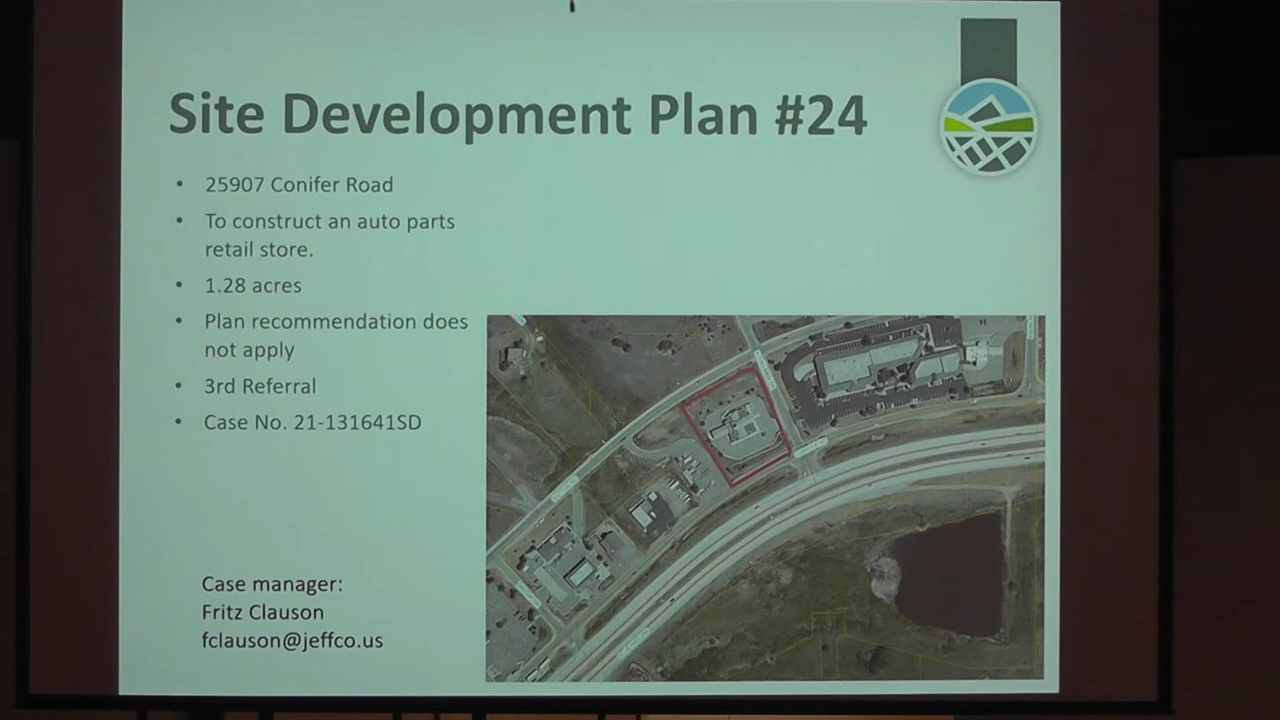 Site Development Plan #24
• 25907 Conifer Road
• To construct an auto parts
retail store.
• 1.28 acres
• Plan recommendation does
not apply
• 3rd Referral
• Case No. 21-131641SD
Case manager:
Fritz Clauson
fclauson@jeffco.us